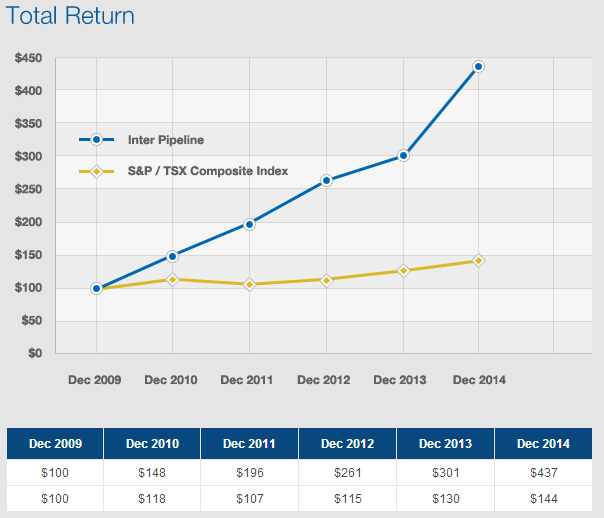 Total Return
$450
$400
$350
Inter Pipeline
$300
S&P / TSX Composite Index
$250
$200
$150
$100
$50
$0
Dec 2009 Dec 2010 Dec 2011 Dec 2012 Dec 2013 Dec 2014
Dec 2009 Dec 2010 Dec 2011 Dec 2012 Dec 2013 Dec 2014
$100 $148 $196 $261 $301 $437
$100 $118 $107 $115 $130 $144